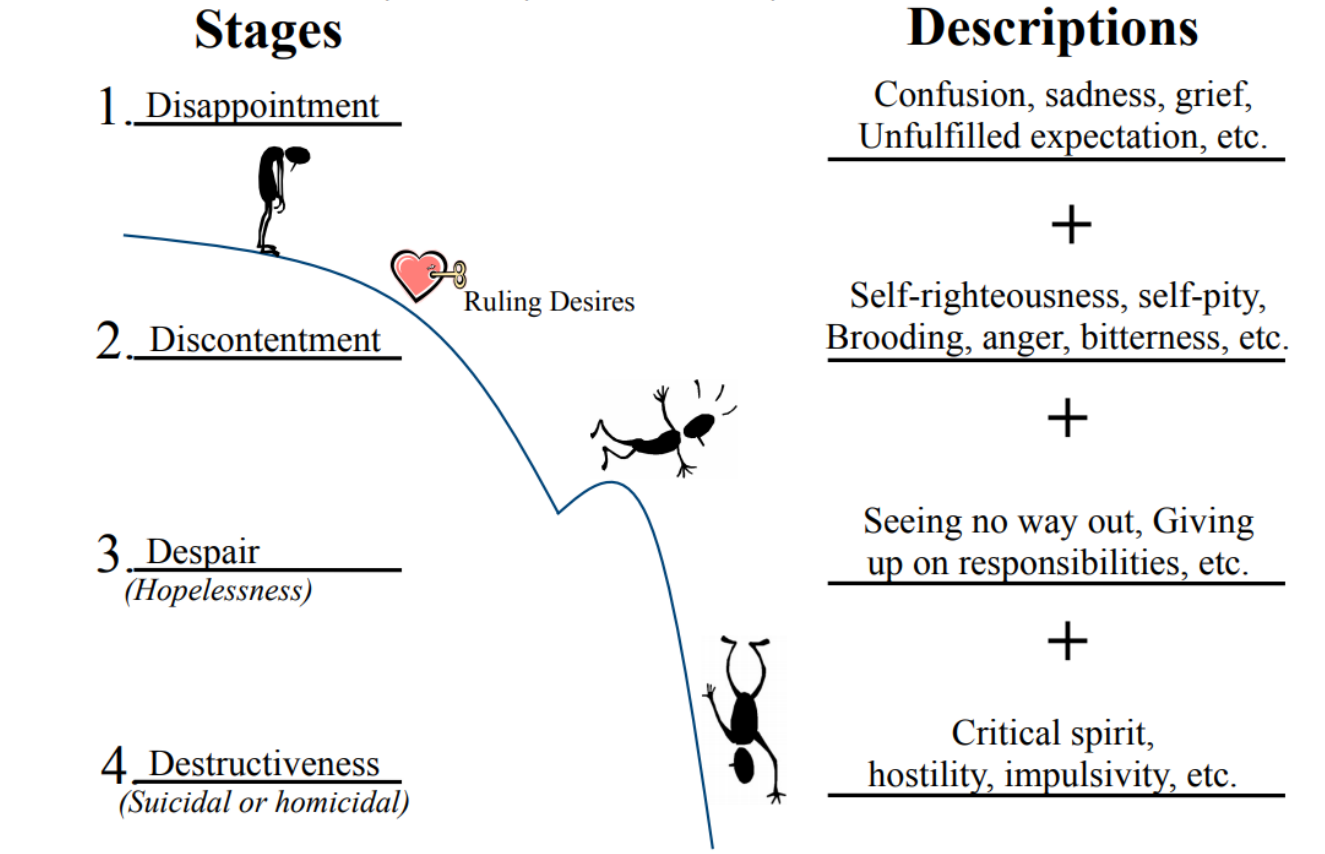 Stages
Descriptions
1. Disappointment
Confusion, sadness, grief,
Unfulfilled expectation, etc.
+
Ruling Desires
Self-righteousness, self-pity,
Brooding, anger, bitterness, etc.
2. Discontentment
+
Seeing no way out, Giving
up on responsibilities, etc.
3. Despair
(Hopelessness)
+
Critical spirit,
hostility, impulsivity, etc.
4. Destructiveness
(Suicidal or homicidal)